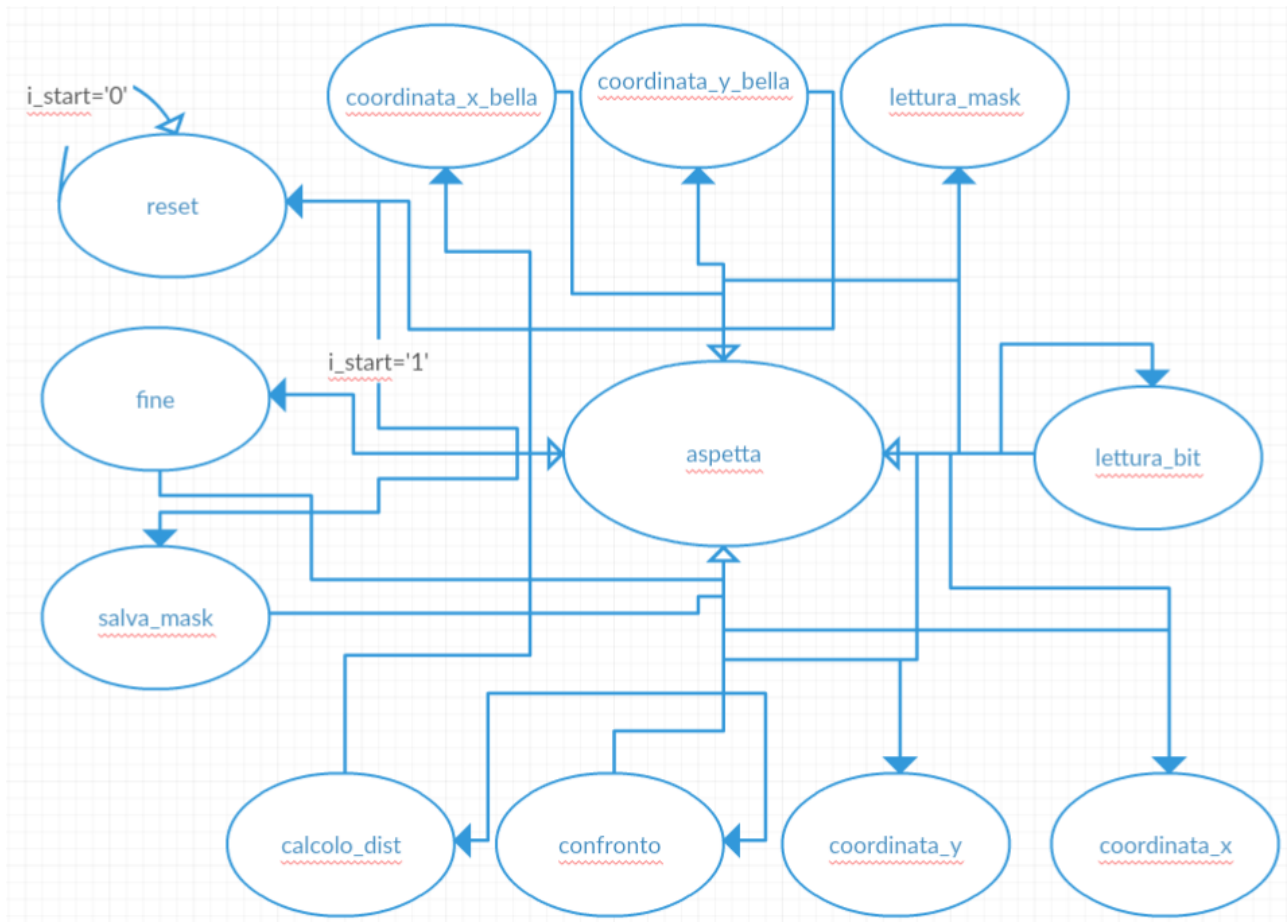 i_start='0'
coordinata_x_bella
coordinata_y_bella
lettura_mask
reset
i_start='1'
fine
aspetta
lettura_bit
salva_mask
calcolo_dist
confronto
coordinata_y
coordinata_x